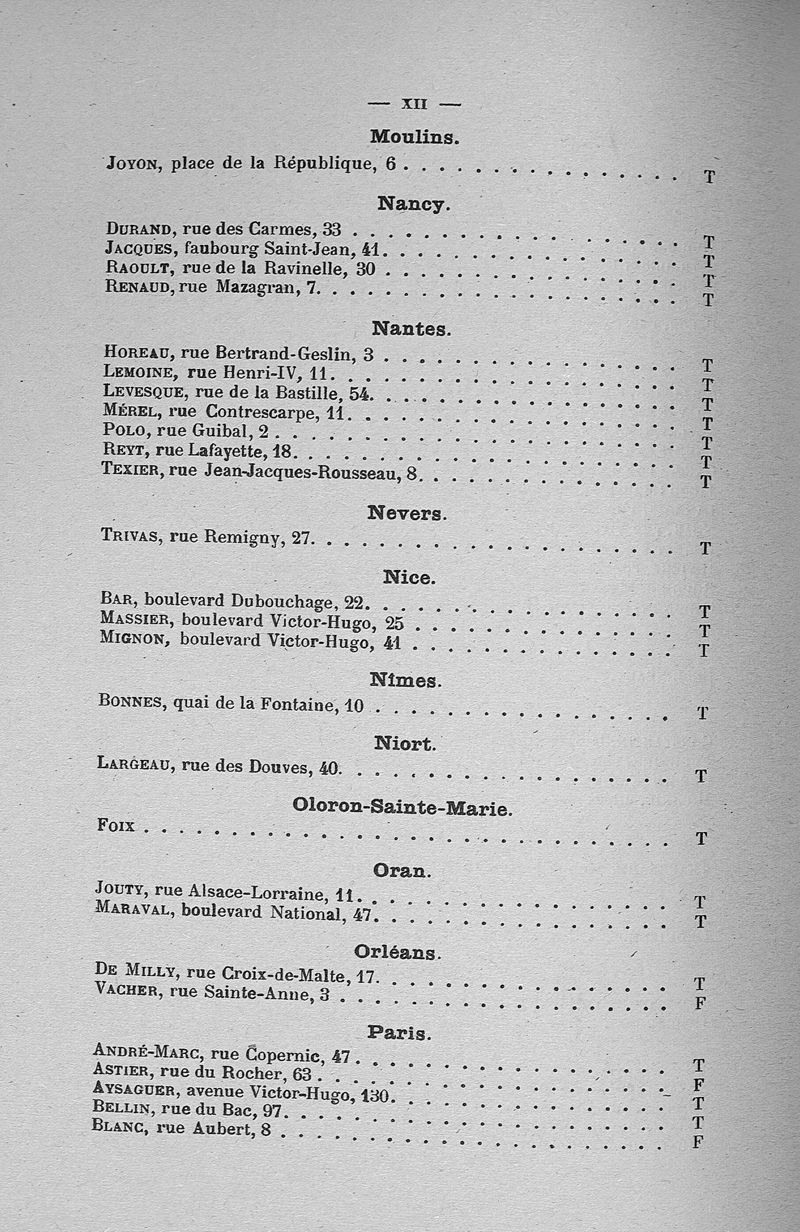 — XII —
Moulins.
JOYON, place de la République, 6 . . . . . . . . . . . . . . . . T
Nancy.
DURAND, rue des Carmes, 33 . . . . . . . . . . . . . . . . T
JACQUES, faubourg Saint-Jean, 41. . . . . . . . . . . . . . . . T
RAOULT, rue de la Ravinelle, 30 . . . . . . . . . . . . . . . . T
RENAUD, rue Mazagran, 7. . . . . . . . . . . . . . . . T
Nantes.
HOREAU, rue Bertrand-Geslin, 3 . . . . . . . . . . . . . . . . T
LEMOINE, rue Henri-IV, 11. . . . . . . . . . . . . . . . T
LEVESQUE, rue de la Bastille, 54. . . . . . . . . . . . . . . . T
MÉREL, rue Contrescarpe, 11. . . . . . . . . . . . . . . . T
POLO, rue Guibal, 2 . . . . . . . . . . . . . . . . T
REYT, rue Lafayette, 18. . . . . . . . . . . . . . . . T
TEXIER, rue Jean-Jacques-Rousseau, 8. . . . . . . . . . . . . . . T
Nevers.
TRIVAS, rue Remigny, 27. . . . . . . . . . . . . . . . T
Nice.
BAR, boulevard Dubouchage, 22. . . . . . . . . . . . . . . . T
MASSIER, boulevard Victor-Hugo, 25 . . . . . . . . . . . . . . . T
MIGNON, boulevard Victor-Hugo, 41 . . . . . . . . . . . . . . . T
Nîmes.
BONNES, quai de la Fontaine, 10 . . . . . . . . . . . . . . . . . T
Niort.
LARGEAU, rue des Douves, 40. . . . . . . . . . . . . . . . . . T
Oloron-Sainte-Marie.
FOIX . . . . . . . . . . . . . . . . . . . . . . . . . . . . . T
Oran.
JOUTY, rue Alsace-Lorraine, 11. . . . . . . . . . . . . . . . . T
MARAVAL, boulevard National, 47. . . . . . . . . . . . . . . . T
Orléans.
DE MILLY, rue Croix-de-Malte, 17. . . . . . . . . . . . . . . . T
VACHER, rue Sainte-Anne, 3 . . . . . . . . . . . . . . . . . . F
Paris.
ANDRÉ-MARC, rue Copernic, 47 . . . . . . . . . . . . . . . . . T
ASTIER, rue du Rocher, 63 . . . . . . . . . . . . . . . . . . . F
AYSAGUER, avenue Victor-Hugo, 130. . . . . . . . . . . . . . . T
BELLIN, rue du Bac, 97. . . . . . . . . . . . . . . . . . . . . T
BLANC, rue Aubert, 8 . . . . . . . . . . . . . . . . . . . . . F